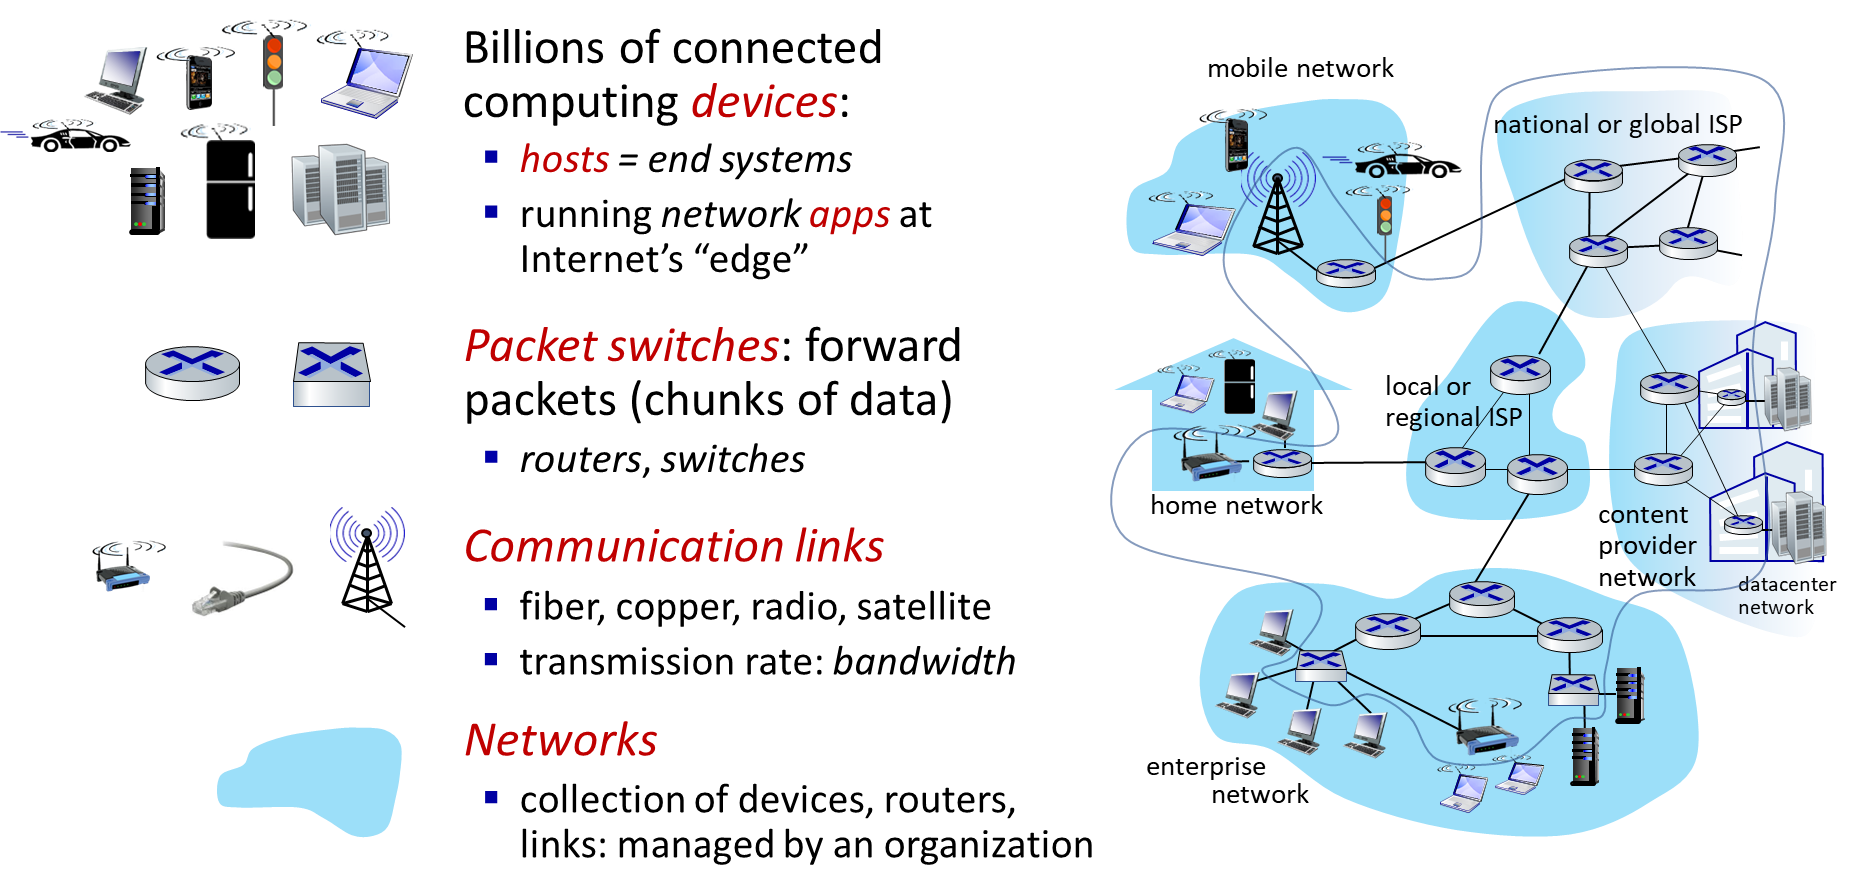 Billions of connected
computing devices:
hosts = end systems
running network apps at
Internet’s “edge”
Packet switches: forward
packets (chunks of data)
routers, switches
Communication links
fiber, copper, radio, satellite
transmission rate: bandwidth
Networks
collection of devices, routers,
links: managed by an organization
mobile network
national or global ISP
local or
regional ISP
home network
content
provider
network
datacenter
network
enterprise
network